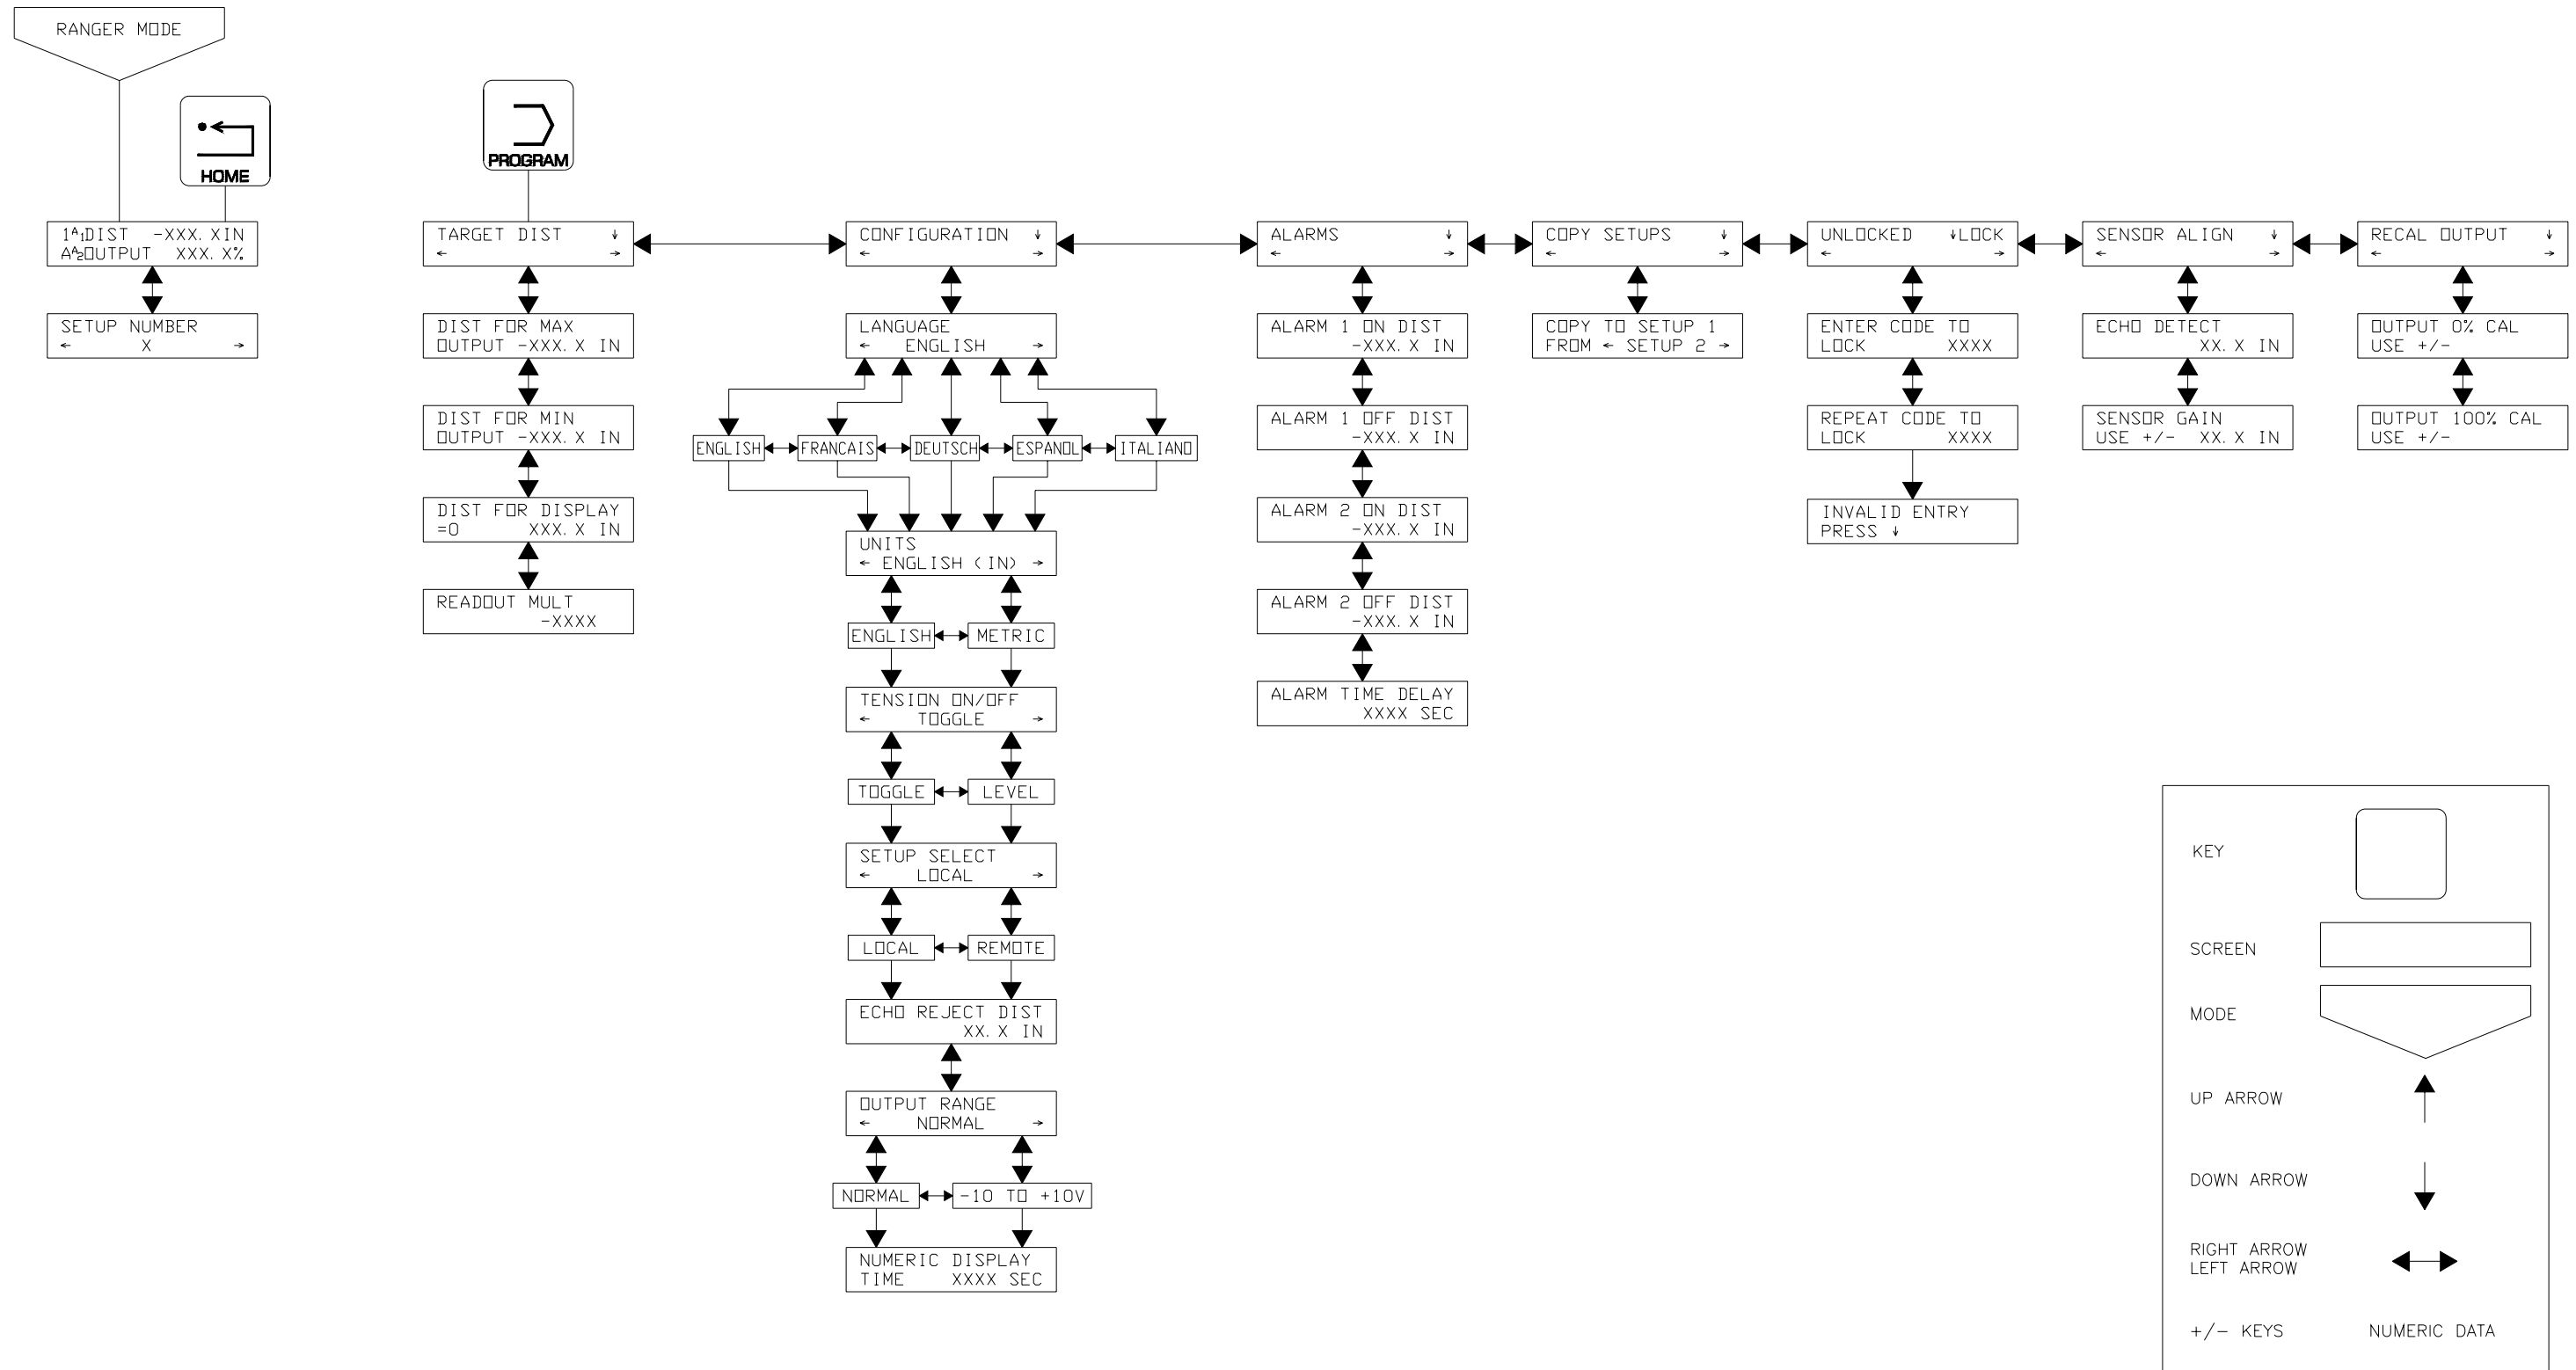 RANGER MODE
HOME
PROGRAM
1A1DIST -XXX.XIN
AA2OUTPUT XXX.X%
SETUP NUMBER
← X →
TARGET DIST ↓
← →
DIST FOR MAX
OUTPUT -XXX.X IN
DIST FOR MIN
OUTPUT -XXX.X IN
DIST FOR DISPLAY
=0 XXX.X IN
READOUT MULT
-XXXX
CONFIGURATION ↓
← →
LANGUAGE
← ENGLISH →
ENGLISH
FRANCAIS
DEUTSCH
ESPANOL
ITALIANO
UNITS
← ENGLISH (IN) →
ENGLISH
METRIC
TENSION ON/OFF
← TOGGLE →
TOGGLE
LEVEL
SETUP SELECT
← LOCAL →
LOCAL
REMOTE
ECHO REJECT DIST
XX.X IN
OUTPUT RANGE
← NORMAL →
NORMAL
-10 TO +10V
NUMERIC DISPLAY
TIME XXXX SEC
ALARMS ↓
← →
ALARM 1 ON DIST
-XXX.X IN
ALARM 1 OFF DIST
-XXX.X IN
ALARM 2 ON DIST
-XXX.X IN
ALARM 2 OFF DIST
-XXX.X IN
ALARM TIME DELAY
XXXX SEC
COPY SETUPS ↓
← →
COPY TO SETUP 1
FROM ← SETUP 2 →
UNLOCKED ↓LOCK
← →
ENTER CODE TO
LOCK XXXX
REPEAT CODE TO
LOCK XXXX
INVALID ENTRY
PRESS ↓
SENSOR ALIGN ↓
← →
ECHO DETECT
XX.X IN
SENSOR GAIN
USE +/- XX.X IN
RECAL OUTPUT ↓
← →
OUTPUT 0% CAL
USE +/-
OUTPUT 100% CAL
USE +/-
KEY
SCREEN
MODE
UP ARROW
DOWN ARROW
RIGHT ARROW
LEFT ARROW
+/- KEYS NUMERIC DATA